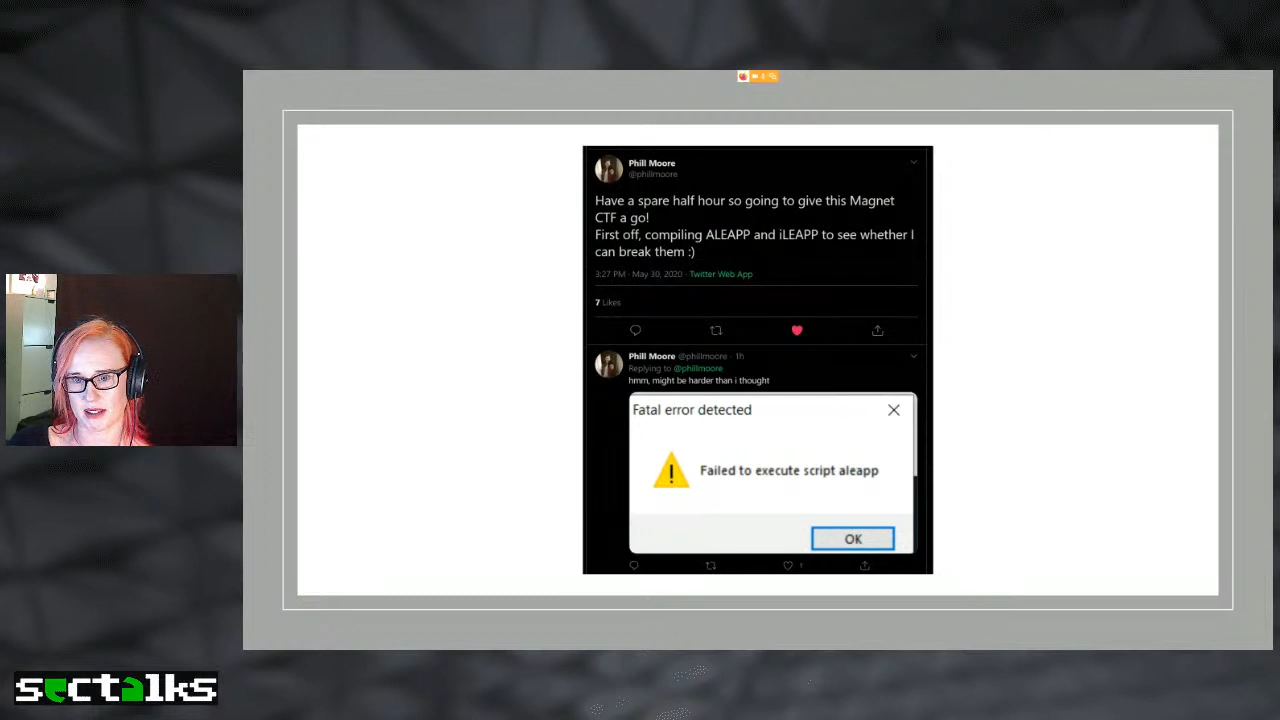 Phill Moore
@phillmoore
Have a spare half hour so going to give this Magnet
CTF a go!
First off, compiling ALEAPP and iLEAPP to see whether I
can break them :)
3:27 PM · May 30, 2020 · Twitter Web App
7 Likes
Phill Moore @phillmoore · 1h
Replying to @phillmoore
hmm, might be harder than i thought
Fatal error detected
Failed to execute script aleapp
OK
1
sectalks